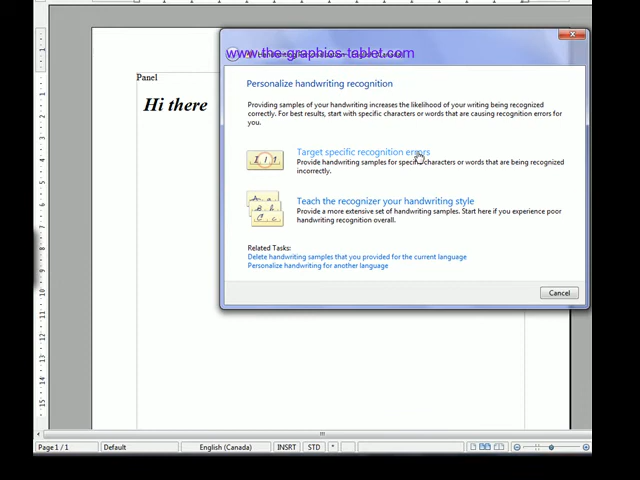 www.the-graphics-tablet.com
Personalize handwriting recognition
Providing samples of your handwriting increases the likelihood of your writing being recognized
correctly. For best results, start with specific characters or words that are causing recognition errors for
you.
Target specific recognition errors
Provide handwriting samples for specific characters or words that are being recognized
incorrectly.
Teach the recognizer your handwriting style
Provide a more extensive set of handwriting samples. Start here if you experience poor
handwriting recognition overall.
Related Tasks:
Delete handwriting samples that you provided for the current language
Personalize handwriting for another language
Cancel
Panel
Hi there
Page 1 / 1 Default English (Canada) INSRT STD *